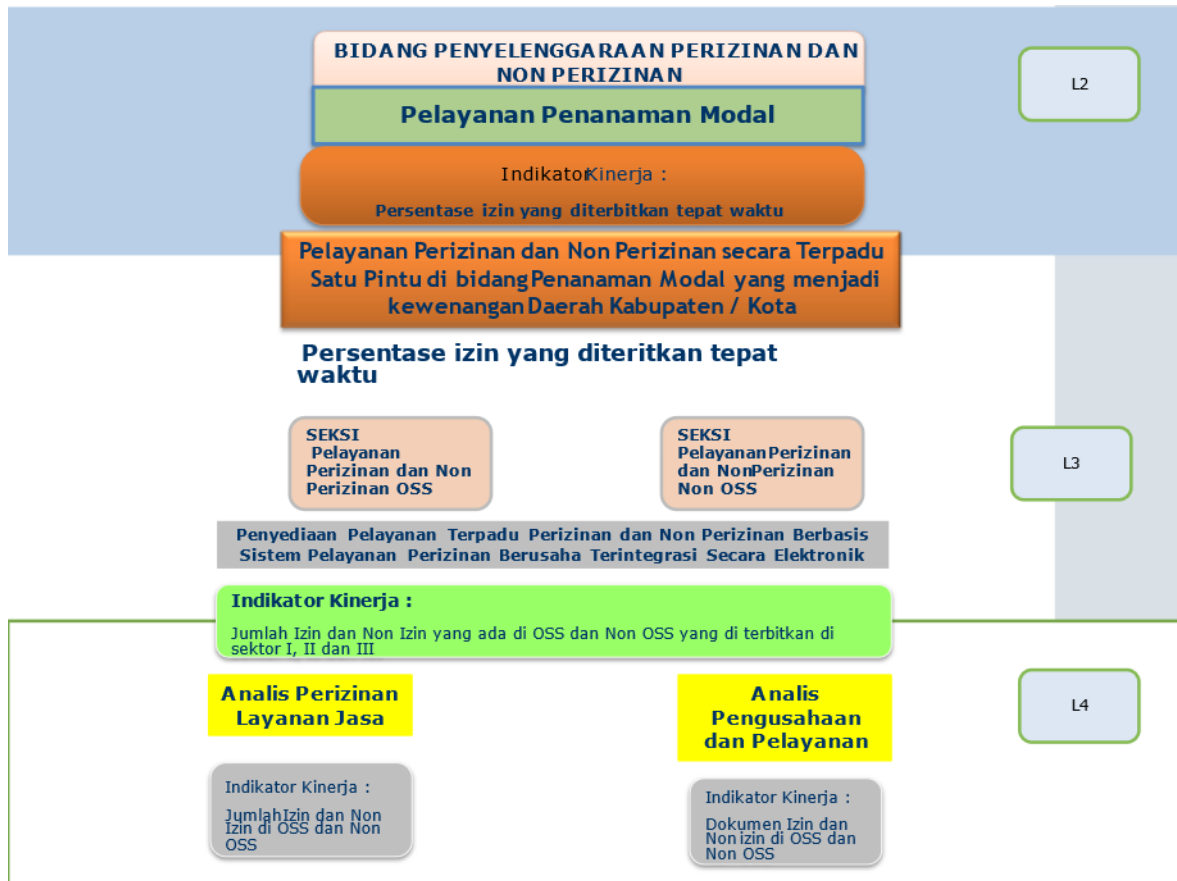 BIDANG PENYELENGGARAAN PERIZINAN DAN
NON PERIZINAN
L2
Pelayanan Penanaman Modal
Indikator Kinerja :
Persentase izin yang diterbitkan tepat waktu
Pelayanan Perizinan dan Non Perizinan secara Terpadu
Satu Pintu di bidang Penanaman Modal yang menjadi
kewenangan Daerah Kabupaten / Kota
Persentase izin yang diteritkan tepat
waktu
SEKSI
Pelayanan
Perizinan dan Non
Perizinan OSS
SEKSI
Pelayanan Perizinan
dan Non Perizinan
Non OSS
L3
Penyediaan Pelayanan Terpadu Perizinan dan Non Perizinan Berbasis
Sistem Pelayanan Perizinan Berusaha Terintegrasi Secara Elektronik
Indikator Kinerja :
Jumlah Izin dan Non Izin yang ada di OSS dan Non OSS yang di terbitkan di
sektor I, II dan III
Analis Perizinan
Layanan Jasa
Analis
Pengusahaan
dan Pelayanan
L4
Indikator Kinerja :
Jumlah Izin dan Non
Izin di OSS dan Non
OSS
Indikator Kinerja :
Dokumen Izin dan
Non izin di OSS dan
Non OSS